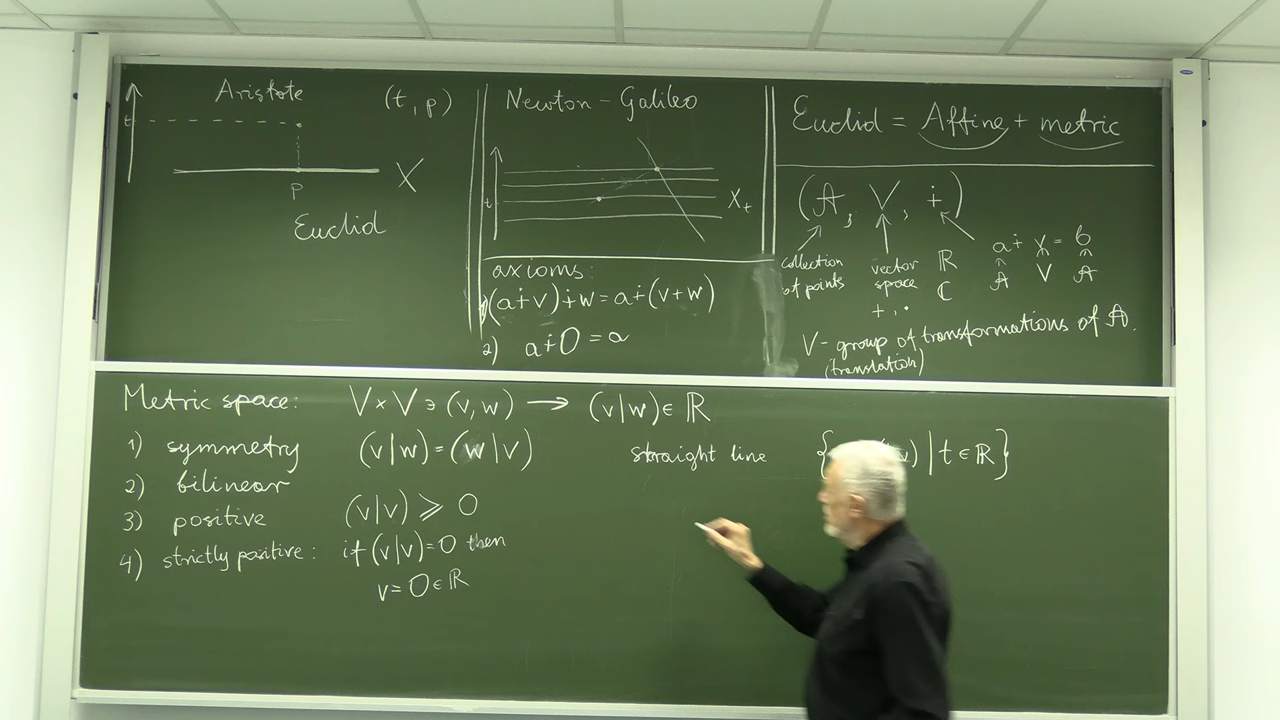 Aristote
(t, p)
t
p
X
Euclid
Newton - Galileo
t
X_t
axioms:
1) (a∔v)∔w = a∔(v+w)
2) a∔0 = a
Euclid = Affine + metric
(𝔸, V, ∔)
collection of points
vector space
+, ·
ℝ
ℂ
a ∔ v = b
𝔸 V 𝔸
V - group of transformations of 𝔸.
(translation)
Metric space: V×V ∋ (v,w) → (v|w) ∈ ℝ
1) symmetry (v|w) = (w|v)
2) bilinear
3) positive (v|v) ⩾ 0
4) strictly positive: if (v|v)=0 then
v = 0 ∈ ℝ
straight line { v) | t ∈ ℝ}